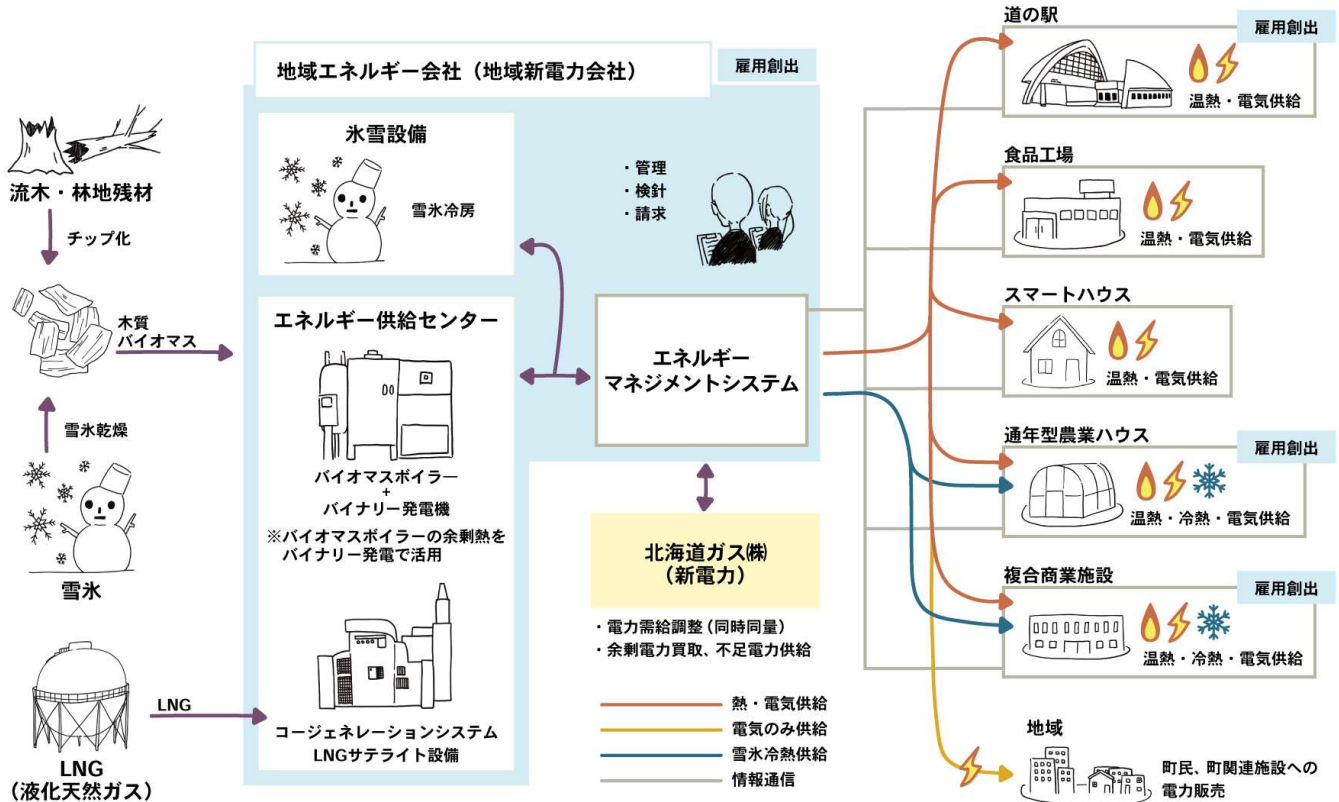 流木・林地残材
チップ化
木質
バイオマス
雪氷乾燥
雪氷
LNG
LNG
（液化天然ガス）
地域エネルギー会社（地域新電力会社）
雇用創出
氷雪設備
雪氷冷房
・管理
・検針
・請求
エネルギー供給センター
バイオマスボイラー
+
バイナリー発電機
※バイオマスボイラーの余剰熱を
バイナリー発電で活用
コージェネレーションシステム
LNGサテライト設備
エネルギー
マネジメントシステム
北海道ガス㈱
（新電力）
・電力需給調整（同時同量）
・余剰電力買取、不足電力供給
熱・電気供給
電気のみ供給
雪氷冷熱供給
情報通信
道の駅
雇用創出
温熱・電気供給
食品工場
温熱・電気供給
スマートハウス
温熱・電気供給
通年型農業ハウス
雇用創出
温熱・冷熱・電気供給
複合商業施設
雇用創出
温熱・冷熱・電気供給
地域
町民、町関連施設への
電力販売